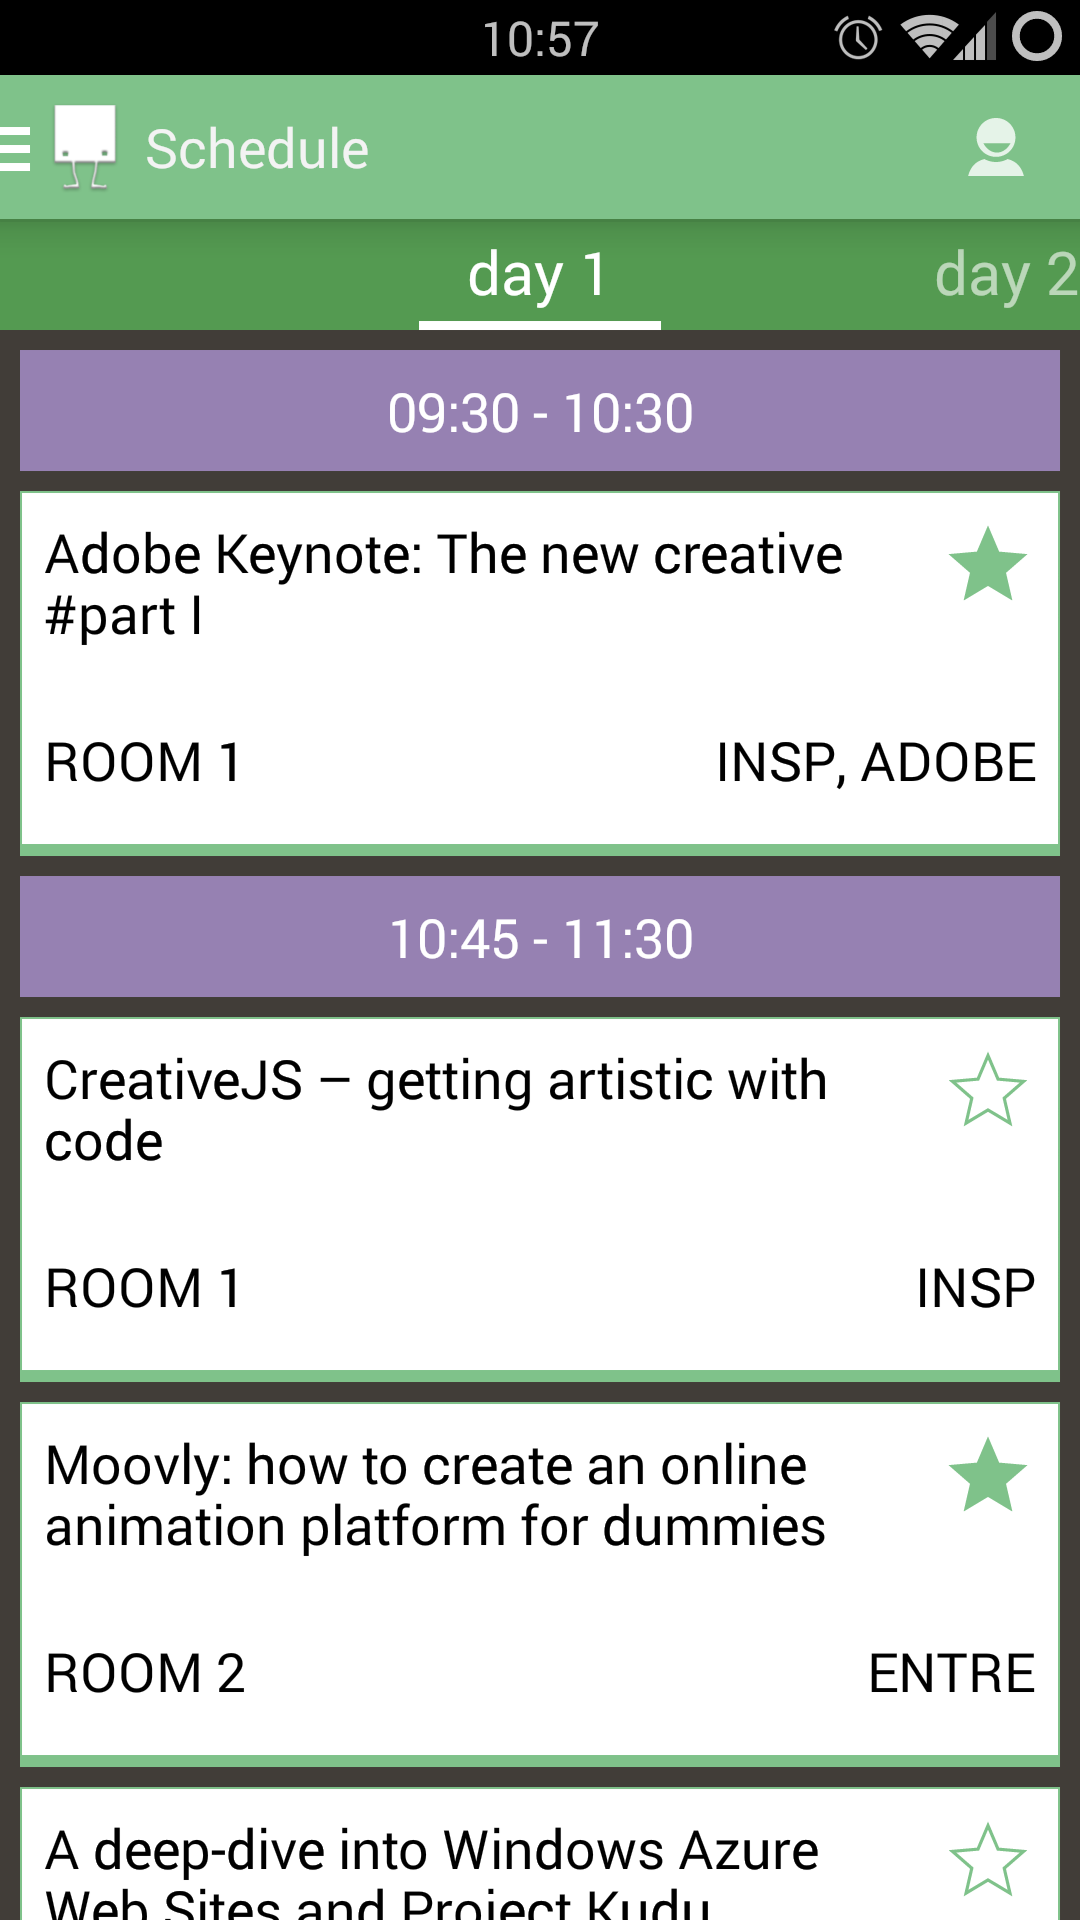 10:57
Schedule
day 1
day 2
09:30 - 10:30
Adobe Keynote: The new creative
#part I
ROOM 1
INSP, ADOBE
10:45 - 11:30
CreativeJS – getting artistic with
code
ROOM 1
INSP
Moovly: how to create an online
animation platform for dummies
ROOM 2
ENTRE
A deep-dive into Windows Azure
Web Sites and Project Kudu